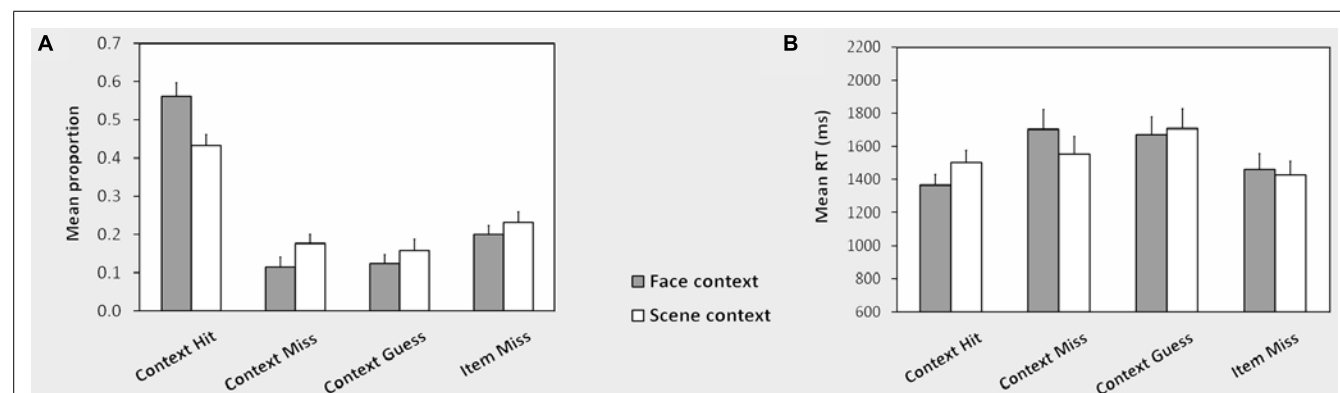 A
0.7
0.6
0.5
0.4
0.3
0.2
0.1
0.0
Mean proportion
Context Hit
Context Miss
Context Guess
Item Miss
Face context
Scene context
B
2200
2000
1800
1600
1400
1200
1000
800
600
Mean RT (ms)
Context Hit
Context Miss
Context Guess
Item Miss